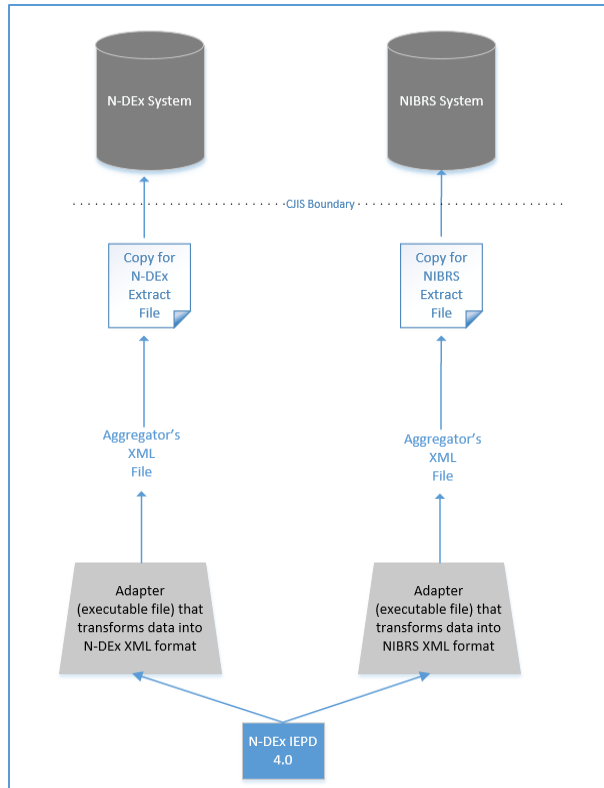 N-DEx System
NIBRS System
CJIS Boundary
Copy for
N-DEx
Extract
File
Copy for
NIBRS
Extract
File
Aggregator's
XML
File
Aggregator's
XML
File
Adapter
(executable file) that
transforms data into
N-DEx XML format
Adapter
(executable file) that
transforms data into
NIBRS XML format
N-DEx IEPD
4.0